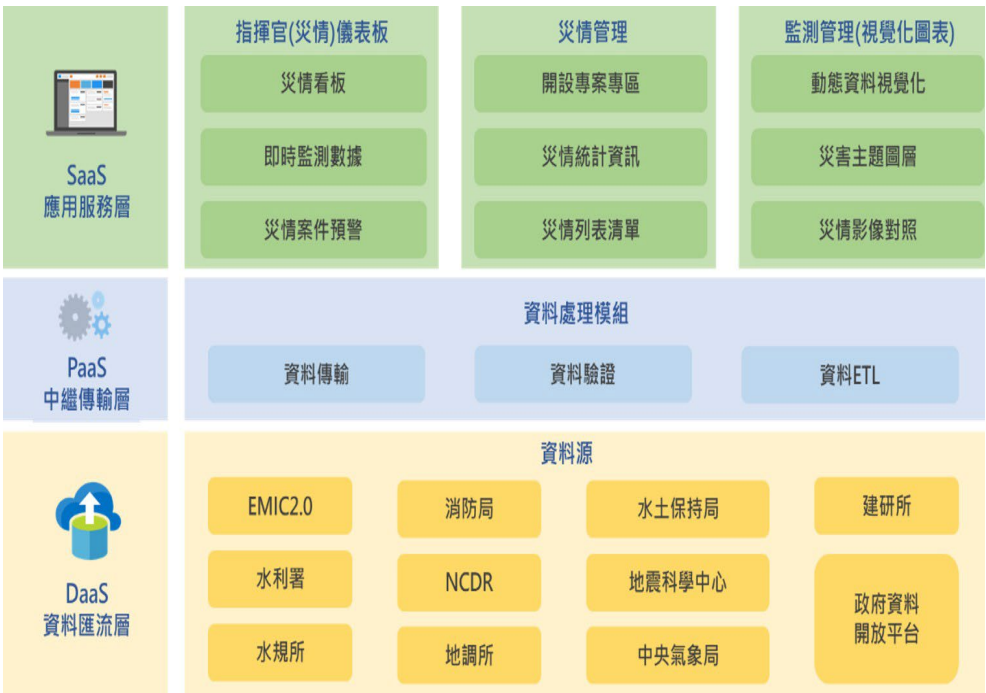 SaaS
應用服務層
指揮官(災情)儀表板
災情看板
即時監測數據
災情案件預警
災情管理
開設專案專區
災情統計資訊
災情列表清單
監測管理(視覺化圖表)
動態資料視覺化
災害主題圖層
災情影像對照
PaaS
中繼傳輸層
資料處理模組
資料傳輸
資料驗證
資料ETL
DaaS
資料匯流層
資料源
EMIC2.0
消防局
水土保持局
建研所
水利署
NCDR
地震科學中心
政府資料
開放平台
水規所
地調所
中央氣象局